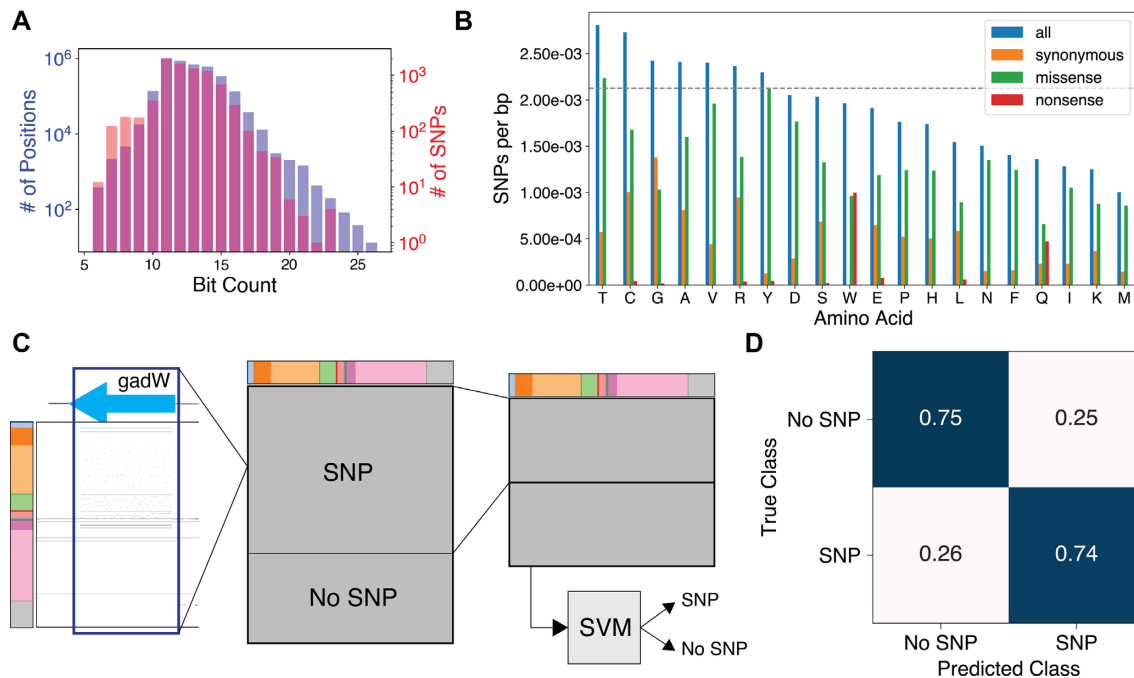 A
10^6
10^4
10^2
# of Positions
10^3
10^2
10^1
10^0
# of SNPs
5 10 15 20 25
Bit Count
B
all
synonymous
missense
nonsense
2.50e-03
2.00e-03
1.50e-03
1.00e-03
5.00e-04
0.00e+00
SNPs per bp
T C G A V R Y D S W E P H L N F Q I K M
Amino Acid
C
gadW
SNP
No SNP
SVM
SNP
No SNP
D
True Class
No SNP
SNP
0.75 0.25
0.26 0.74
No SNP SNP
Predicted Class